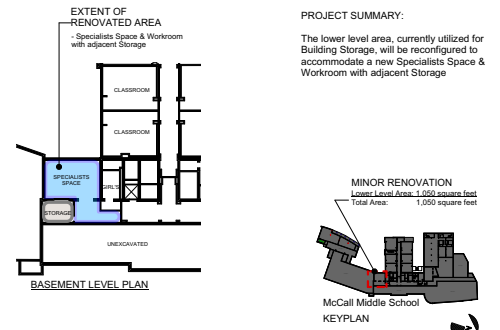 EXTENT OF
RENOVATED AREA
- Specialists Space & Workroom
with adjacent Storage
CLASSROOM
CLASSROOM
SPECIALISTS
SPACE
GIRL'S
STORAGE
UNEXCAVATED
BASEMENT LEVEL PLAN
PROJECT SUMMARY:
The lower level area, currently utilized for
Building Storage, will be reconfigured to
accommodate a new Specialists Space &
Workroom with adjacent Storage
MINOR RENOVATION
Lower Level Area: 1,050 square feet
Total Area: 1,050 square feet
McCall Middle School
KEYPLAN